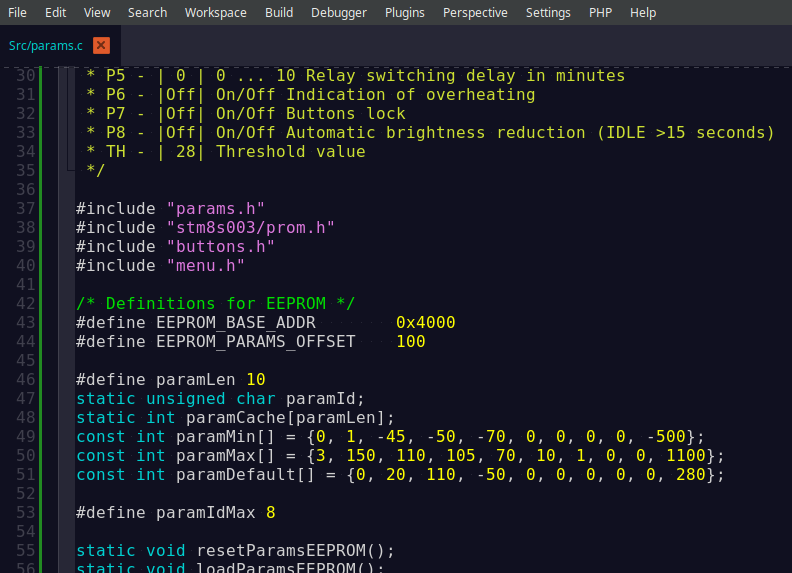 File Edit View Search Workspace Build Debugger Plugins Perspective Settings PHP Help
Src/params.c
30 * P5 - | 0 | 0 ... 10 Relay switching delay in minutes
31 * P6 - |Off| On/Off Indication of overheating
32 * P7 - |Off| On/Off Buttons lock
33 * P8 - |Off| On/Off Automatic brightness reduction (IDLE >15 seconds)
34 * TH - | 28| Threshold value
35 */
36
37 #include "params.h"
38 #include "stm8s003/prom.h"
39 #include "buttons.h"
40 #include "menu.h"
41
42 /* Definitions for EEPROM */
43 #define EEPROM_BASE_ADDR 0x4000
44 #define EEPROM_PARAMS_OFFSET 100
45
46 #define paramLen 10
47 static unsigned char paramId;
48 static int paramCache[paramLen];
49 const int paramMin[] = {0, 1, -45, -50, -70, 0, 0, 0, 0, -500};
50 const int paramMax[] = {3, 150, 110, 105, 70, 10, 1, 0, 0, 1100};
51 const int paramDefault[] = {0, 20, 110, -50, 0, 0, 0, 0, 0, 280};
52
53 #define paramIdMax 8
54
55 static void resetParamsEEPROM();
56 static void loadParamsEEPROM();